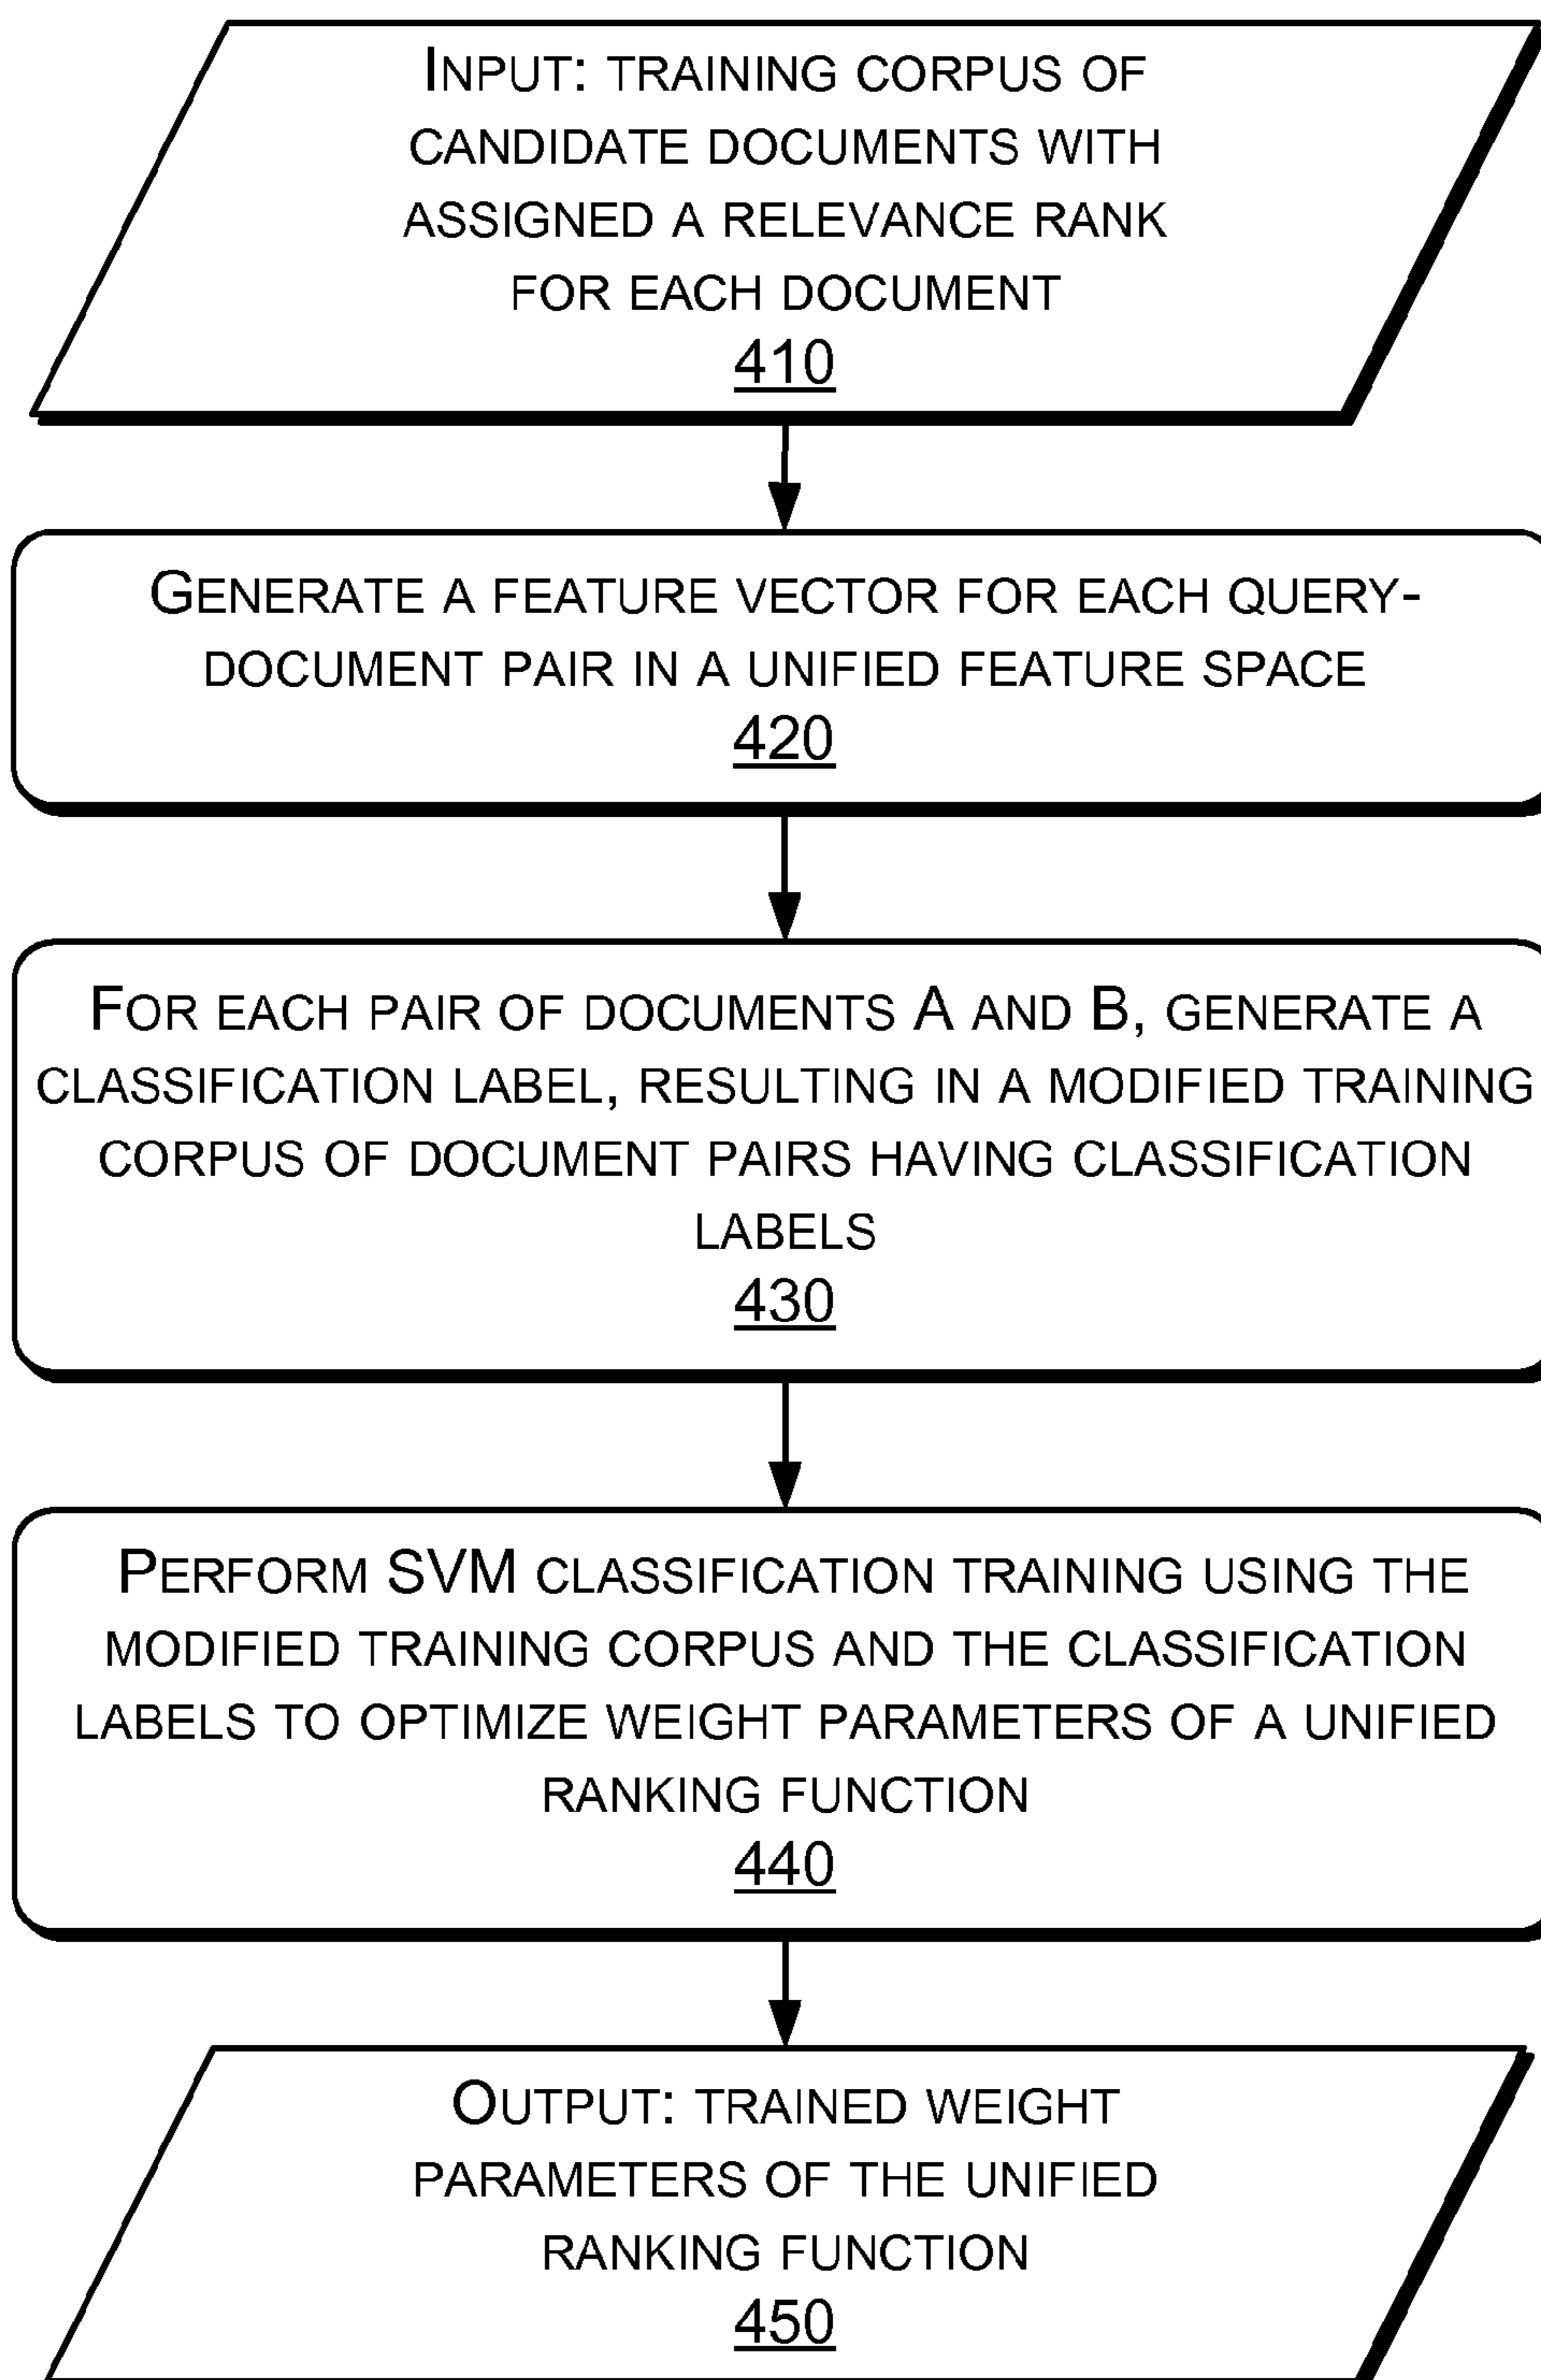 INPUT: TRAINING CORPUS OF
CANDIDATE DOCUMENTS WITH
ASSIGNED A RELEVANCE RANK
FOR EACH DOCUMENT
410
GENERATE A FEATURE VECTOR FOR EACH QUERY-
DOCUMENT PAIR IN A UNIFIED FEATURE SPACE
420
FOR EACH PAIR OF DOCUMENTS A AND B, GENERATE A
CLASSIFICATION LABEL, RESULTING IN A MODIFIED TRAINING
CORPUS OF DOCUMENT PAIRS HAVING CLASSIFICATION
LABELS
430
PERFORM SVM CLASSIFICATION TRAINING USING THE
MODIFIED TRAINING CORPUS AND THE CLASSIFICATION
LABELS TO OPTIMIZE WEIGHT PARAMETERS OF A UNIFIED
RANKING FUNCTION
440
OUTPUT: TRAINED WEIGHT
PARAMETERS OF THE UNIFIED
RANKING FUNCTION
450